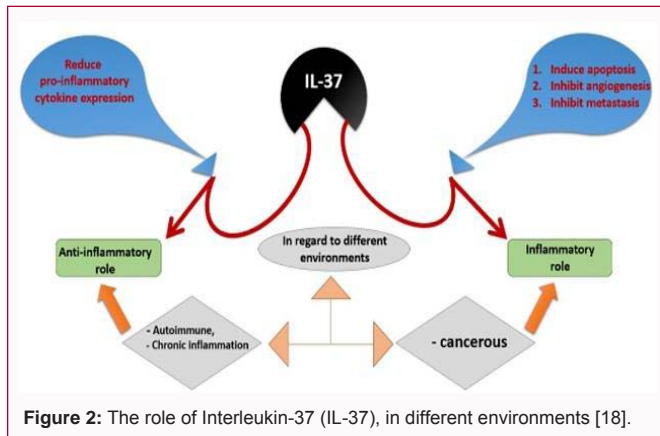 Reduce
pro-inflammatory
cytokine expression
IL-37
1. Induce apoptosis
2. Inhibit angiogenesis
3. Inhibit metastasis
Anti-inflammatory
role
In regard to different
environments
Inflammatory
role
- Autoimmune,
- Chronic inflammation
- cancerous
Figure 2: The role of Interleukin-37 (IL-37), in different environments [18].